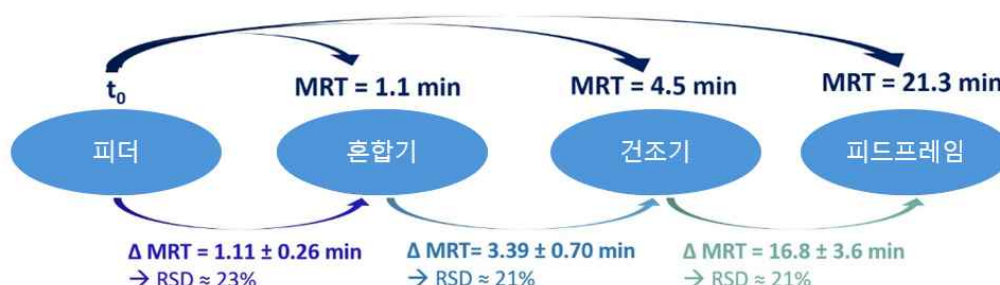 t₀
MRT = 1.1 min
MRT = 4.5 min
MRT = 21.3 min
피더
혼합기
건조기
피드프레임
Δ MRT = 1.11 ± 0.26 min
→ RSD ≈ 23%
Δ MRT= 3.39 ± 0.70 min
→ RSD ≈ 21%
Δ MRT = 16.8 ± 3.6 min
→ RSD ≈ 21%